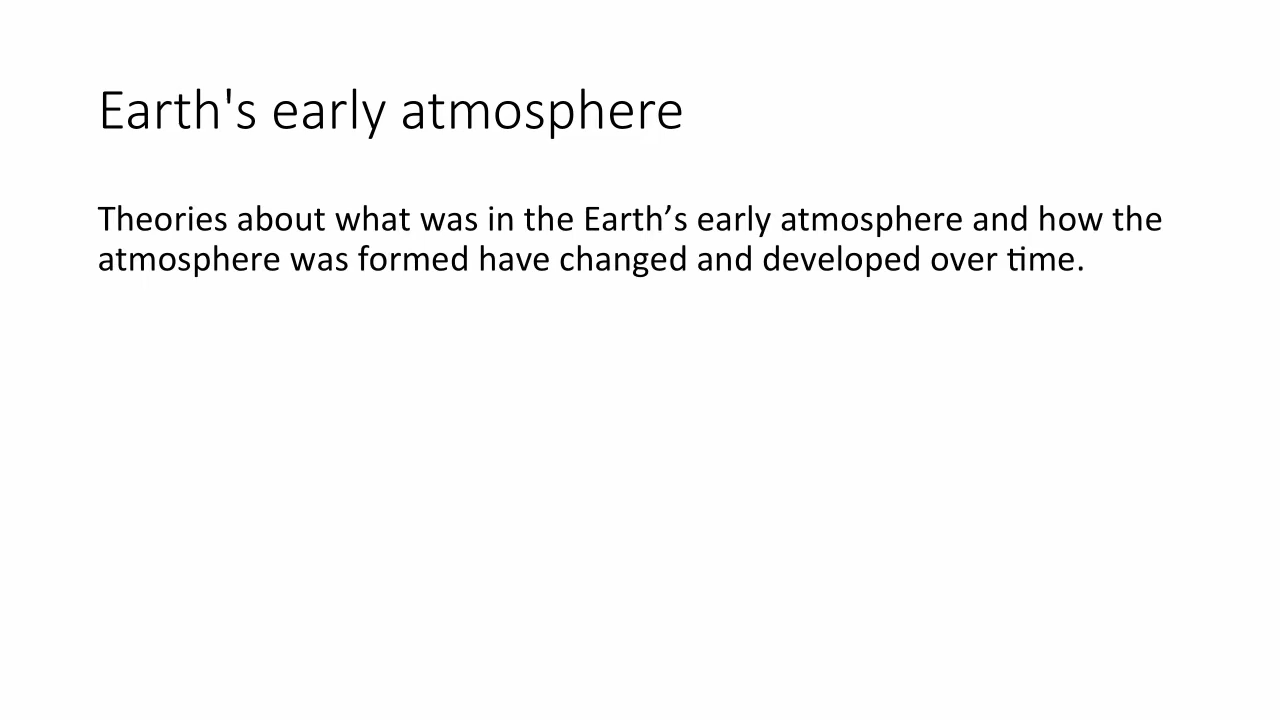 Earth's early atmosphere
Theories about what was in the Earth’s early atmosphere and how the
atmosphere was formed have changed and developed over time.